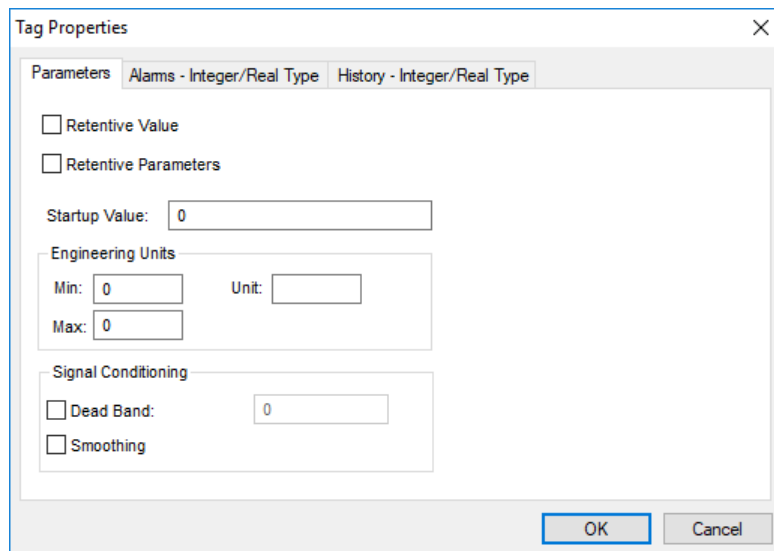 Tag Properties
Parameters Alarms - Integer/Real Type History - Integer/Real Type
Retentive Value
Retentive Parameters
Startup Value: 0
Engineering Units
Min: 0 Unit:
Max: 0
Signal Conditioning
Dead Band: 0
Smoothing
OK Cancel